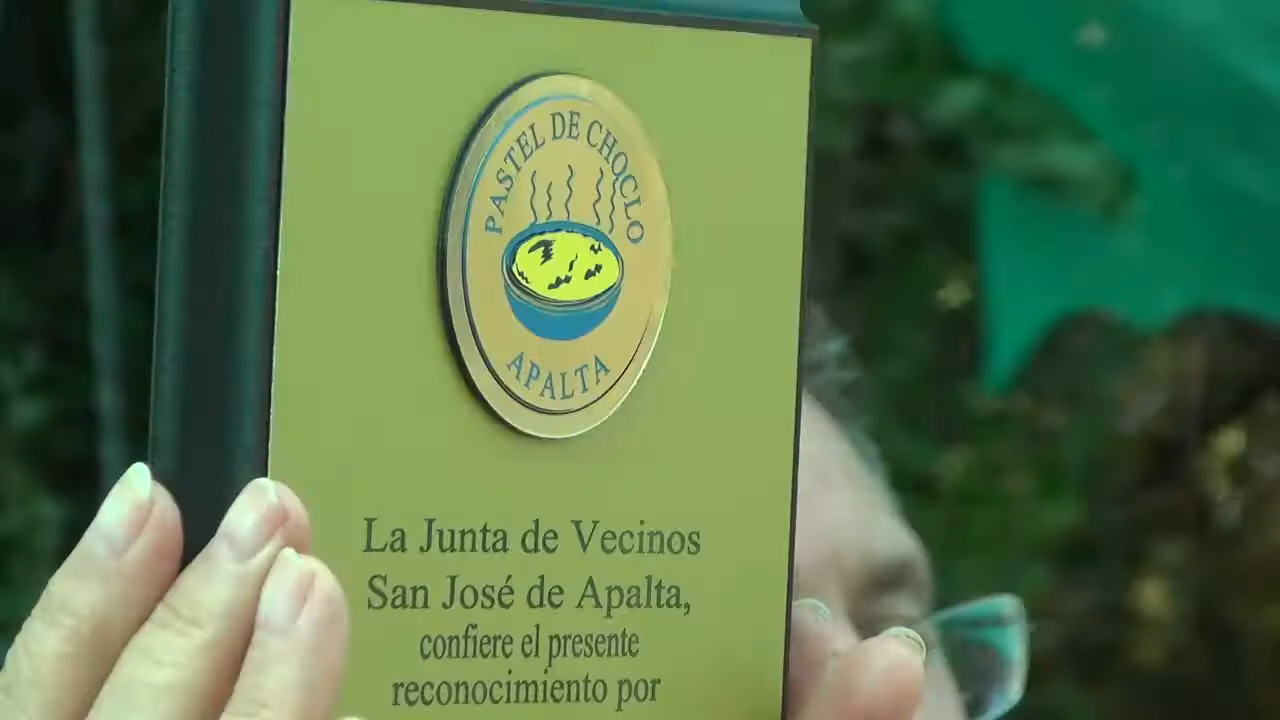 PASTEL DE CHOCLO
APALTA
La Junta de Vecinos
San José de Apalta,
confiere el presente
reconocimiento por